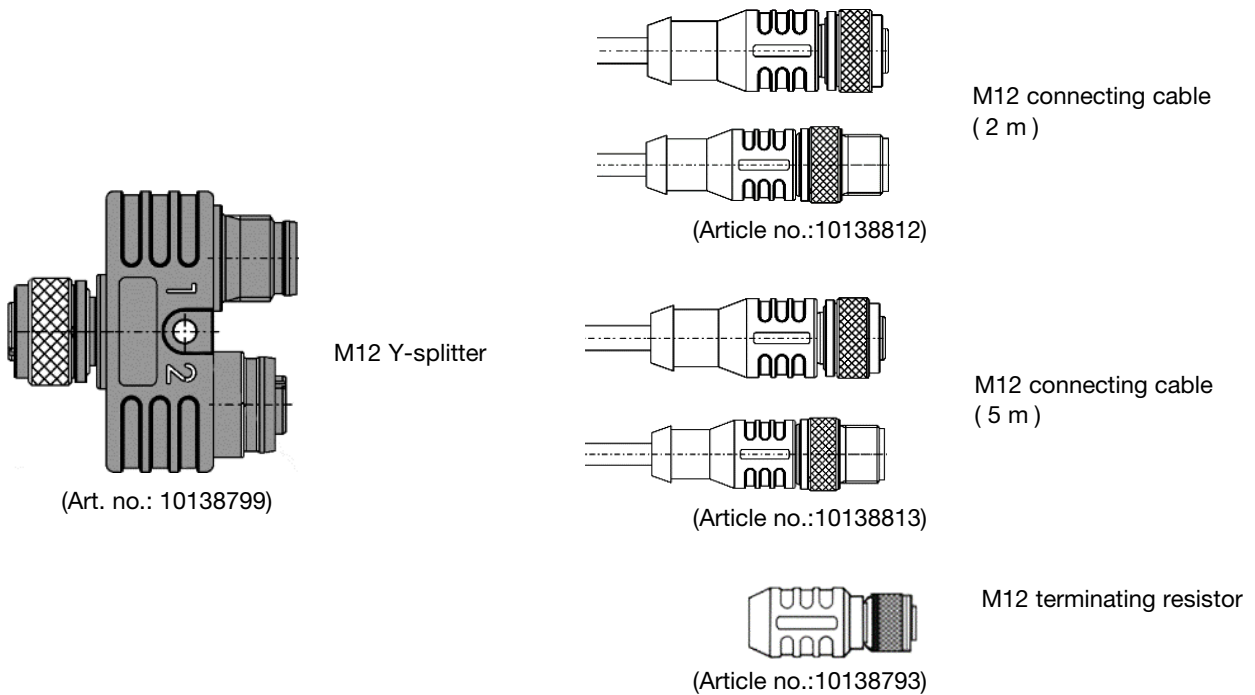 M12 connecting cable
( 2 m )
(Article no.:10138812)
1
2
M12 Y-splitter
(Art. no.: 10138799)
M12 connecting cable
( 5 m )
(Article no.:10138813)
M12 terminating resistor
(Article no.:10138793)